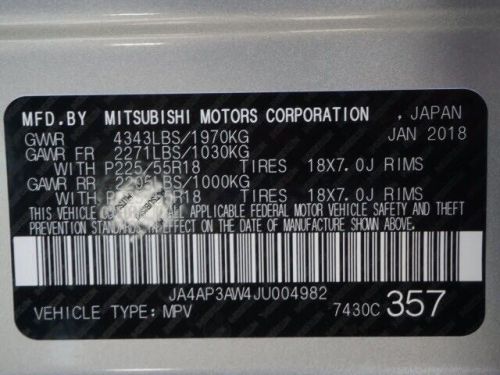 MFD.BY MITSUBISHI MOTORS CORPORATION , JAPAN
GVWR 4343LBS/1970KG JAN 2018
GAWR FR 2271LBS/1030KG
WITH P225/55R18 TIRES 18X7.0J RIMS
GAWR RR LBS/1000KG
WITH R18 TIRES 18X7.0J RIMS
THIS VEHICLE CONFORMS TO ALL APPLICABLE FEDERAL MOTOR VEHICLE SAFETY AND THEFT
PREVENTION STANDARDS IN EFFECT ON THE DATE OF MANUFACTURE SHOWN ABOVE.
JA4AP3AW4JU004982
VEHICLE TYPE: MPV 7430C 357